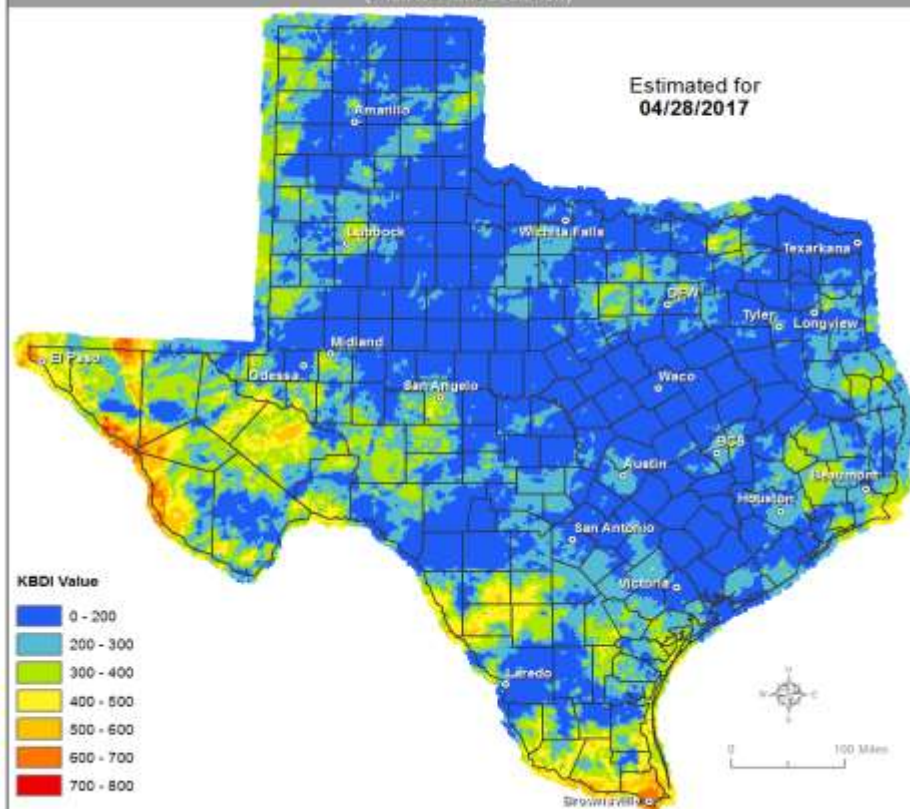 Estimated for
04/28/2017
Amarillo
Lubbock
Wichita Falls
Texarkana
DFW
Tyler
Longview
Midland
El Paso
Odessa
San Angelo
Waco
BCS
Austin
Beaumont
Houston
San Antonio
Victoria
Laredo
Brownsville
KBDI Value
0 - 200
200 - 300
300 - 400
400 - 500
500 - 600
600 - 700
700 - 800
N
W E
S
0 100 Miles